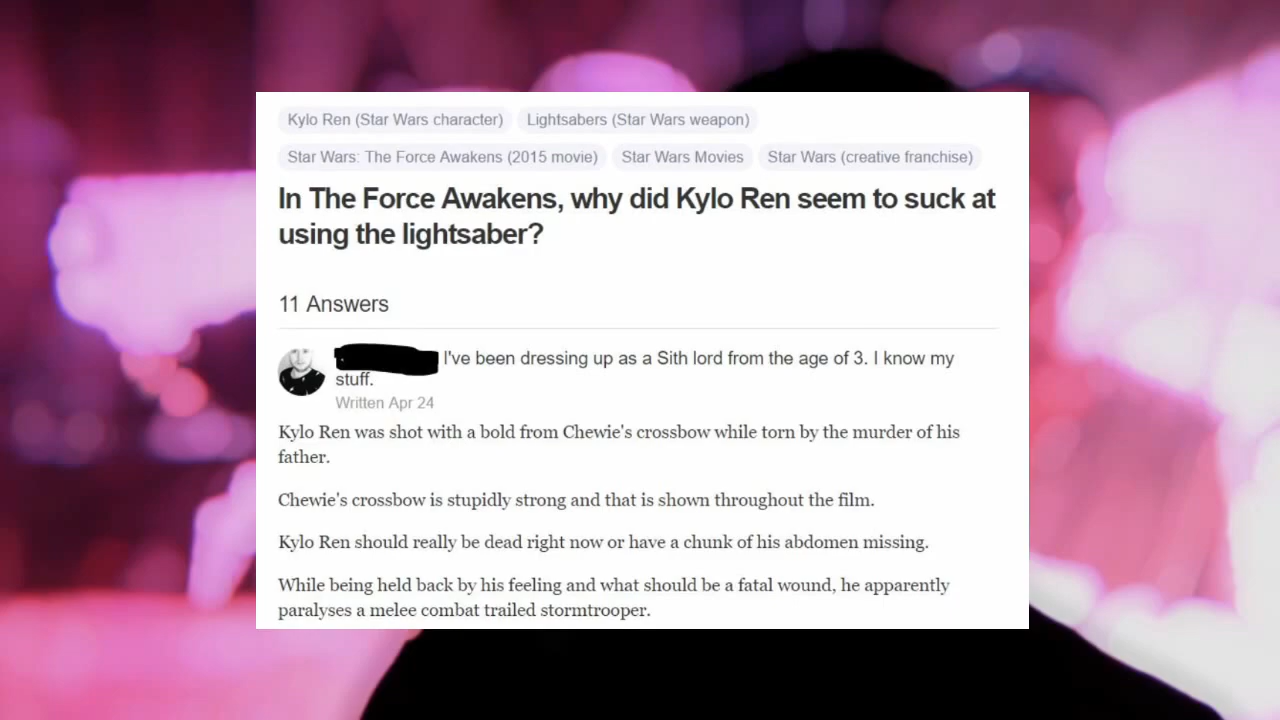 Kylo Ren (Star Wars character) Lightsabers (Star Wars weapon)
Star Wars: The Force Awakens (2015 movie) Star Wars Movies Star Wars (creative franchise)
In The Force Awakens, why did Kylo Ren seem to suck at
using the lightsaber?
11 Answers
I've been dressing up as a Sith lord from the age of 3. I know my
stuff.
Written Apr 24
Kylo Ren was shot with a bold from Chewie's crossbow while torn by the murder of his
father.
Chewie's crossbow is stupidly strong and that is shown throughout the film.
Kylo Ren should really be dead right now or have a chunk of his abdomen missing.
While being held back by his feeling and what should be a fatal wound, he apparently
paralyses a melee combat trailed stormtrooper.